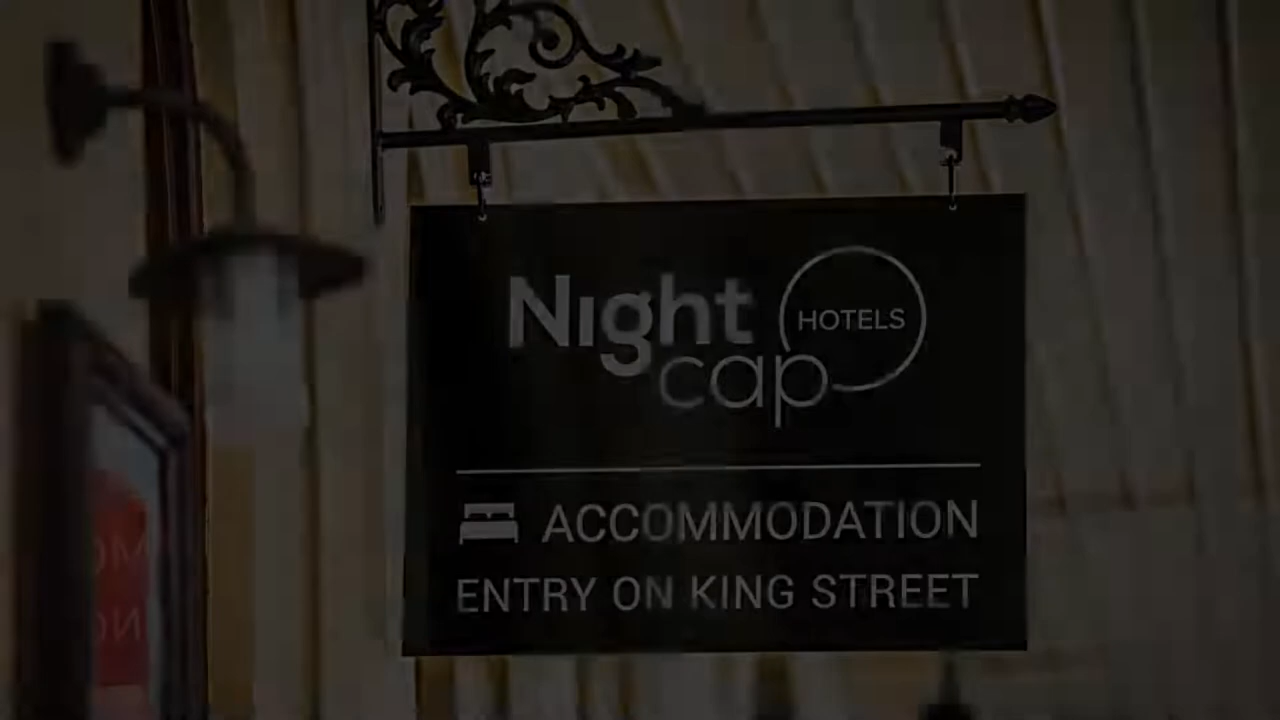 Night
cap
HOTELS
ACCOMMODATION
ENTRY ON KING STREET